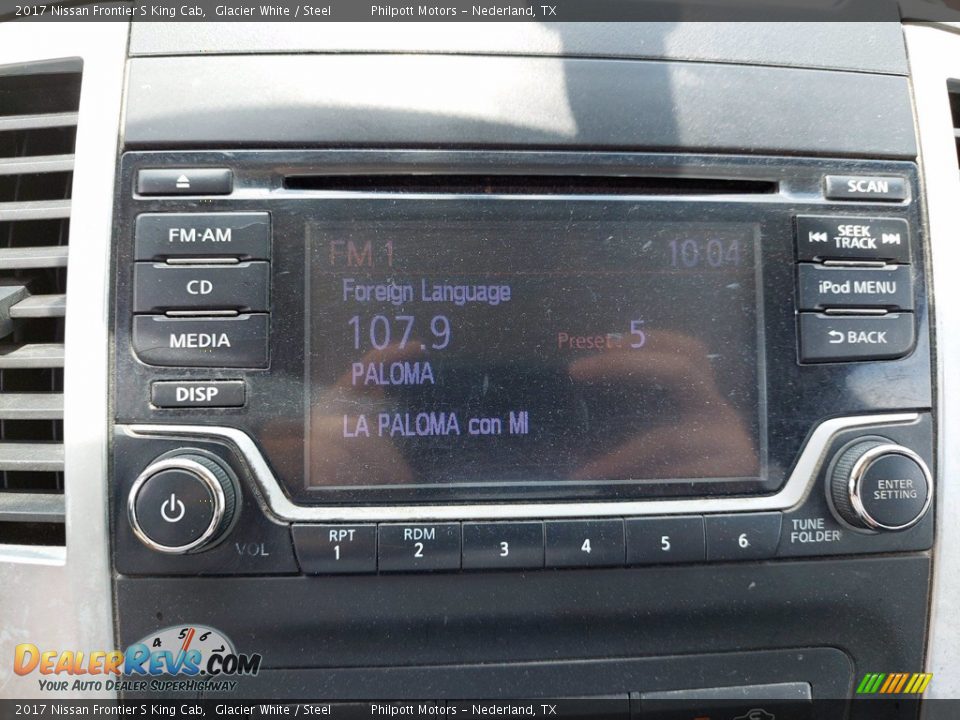 2017 Nissan Frontier S King Cab,  Glacier White / Steel  Philpott Motors - Nederland, TX
SCAN
FM·AM
SEEK
TRACK
CD
iPod MENU
MEDIA
BACK
DISP
FM 1  10:04
Foreign Language
107.9  Preset : 5
PALOMA
LA PALOMA con MI
ENTER
SETTING
VOL
RPT
1
RDM
2
3
4
5
6
TUNE
FOLDER
4 5 6
DealerRevs.com
Your Auto Dealer SuperHighway
2017 Nissan Frontier S King Cab,  Glacier White / Steel  Philpott Motors - Nederland, TX